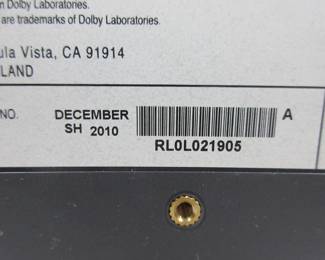 n Dolby Laboratories.
are trademarks of Dolby Laboratories.
ula Vista, CA 91914
LAND
NO. DECEMBER A
SH 2010
RL0L021905